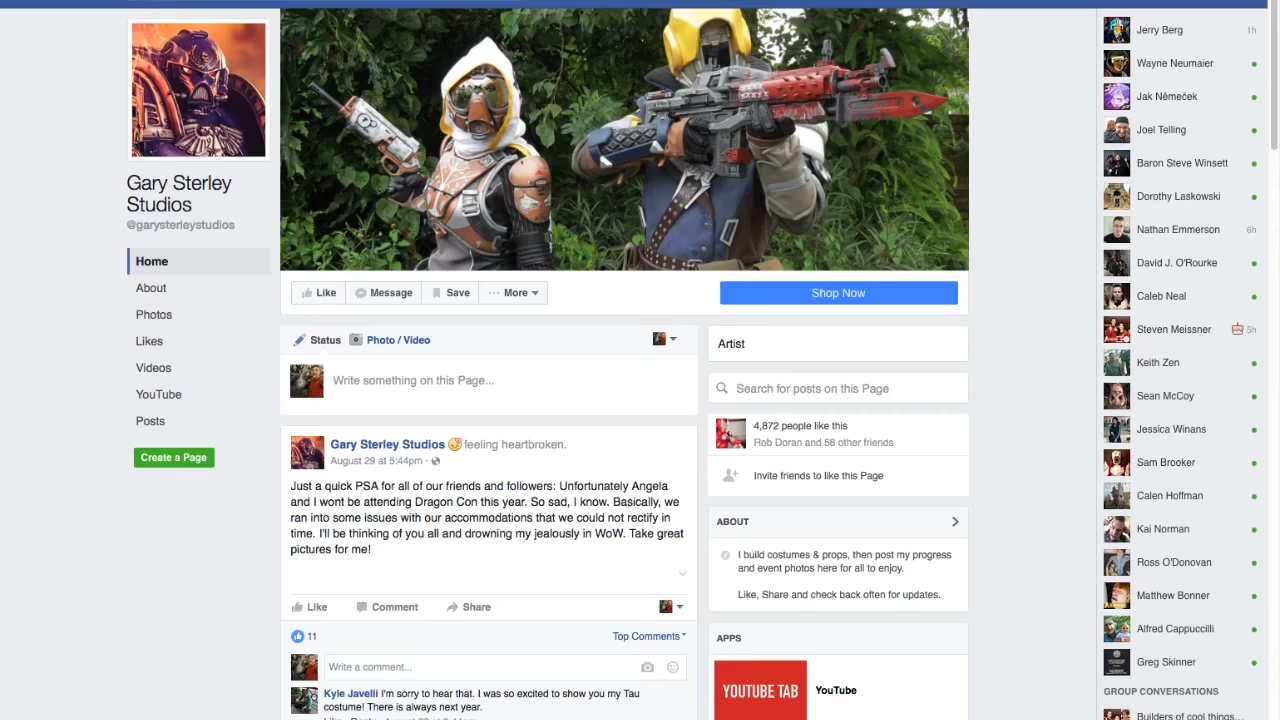 Gary Sterley
Studios
@garysterleystudios
Home
About
Photos
Likes
Videos
YouTube
Posts
Create a Page
Like
Message
Save
More
Shop Now
Status
Photo / Video
Write something on this Page...
Gary Sterley Studios feeling heartbroken.
August 29 at 5:44pm ·
Just a quick PSA for all of our friends and followers: Unfortunately Angela
and I wont be attending Dragon Con this year. So sad, I know. Basically, we
ran into some issues with our accommodations that we could not rectify in
time. I'll be thinking of you all and drowning my jealously in WoW. Take great
pictures for me!
Like
Comment
Share
11
Top Comments
Write a comment...
Kyle Javelli I'm sorry to hear that. I was so excited to show you my Tau
costume! There is always next year.
Artist
Search for posts on this Page
4,872 people like this
Rob Doran and 58 other friends
Invite friends to like this Page
ABOUT
I build costumes & props, then post my progress
and event photos here for all to enjoy.
Like, Share and check back often for updates.
APPS
YOUTUBE TAB
YouTube
Jerry Berg 1h
Wayne Neumaier
Jak Němeček
Joel Telling
Baron Steve Winsett
Dorothy Laskowski
Nathan Emmerson 6h
David J. O'Rourke
Caleb Neal
Steven Meissner 5h
Keith Zen
Sean McCoy
Jessica Winans
Sam Brooker
Calen Hoffman
Kai Norman
Ross O'Donovan
Matthew Bonner
Alfred Cappuccilli
Greg Skinner
GROUP CONVERSATIONS
Builders of cool things...